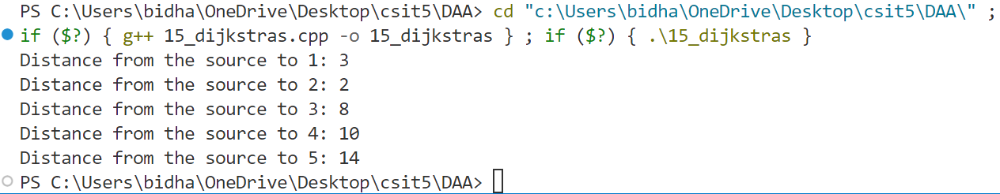 PS C:\Users\bidha\OneDrive\Desktop\csit5\DAA> cd "c:\Users\bidha\OneDrive\Desktop\csit5\DAA\" ;
if ($?) { g++ 15_dijkstras.cpp -o 15_dijkstras } ; if ($?) { .\15_dijkstras }
Distance from the source to 1: 3
Distance from the source to 2: 2
Distance from the source to 3: 8
Distance from the source to 4: 10
Distance from the source to 5: 14
PS C:\Users\bidha\OneDrive\Desktop\csit5\DAA>